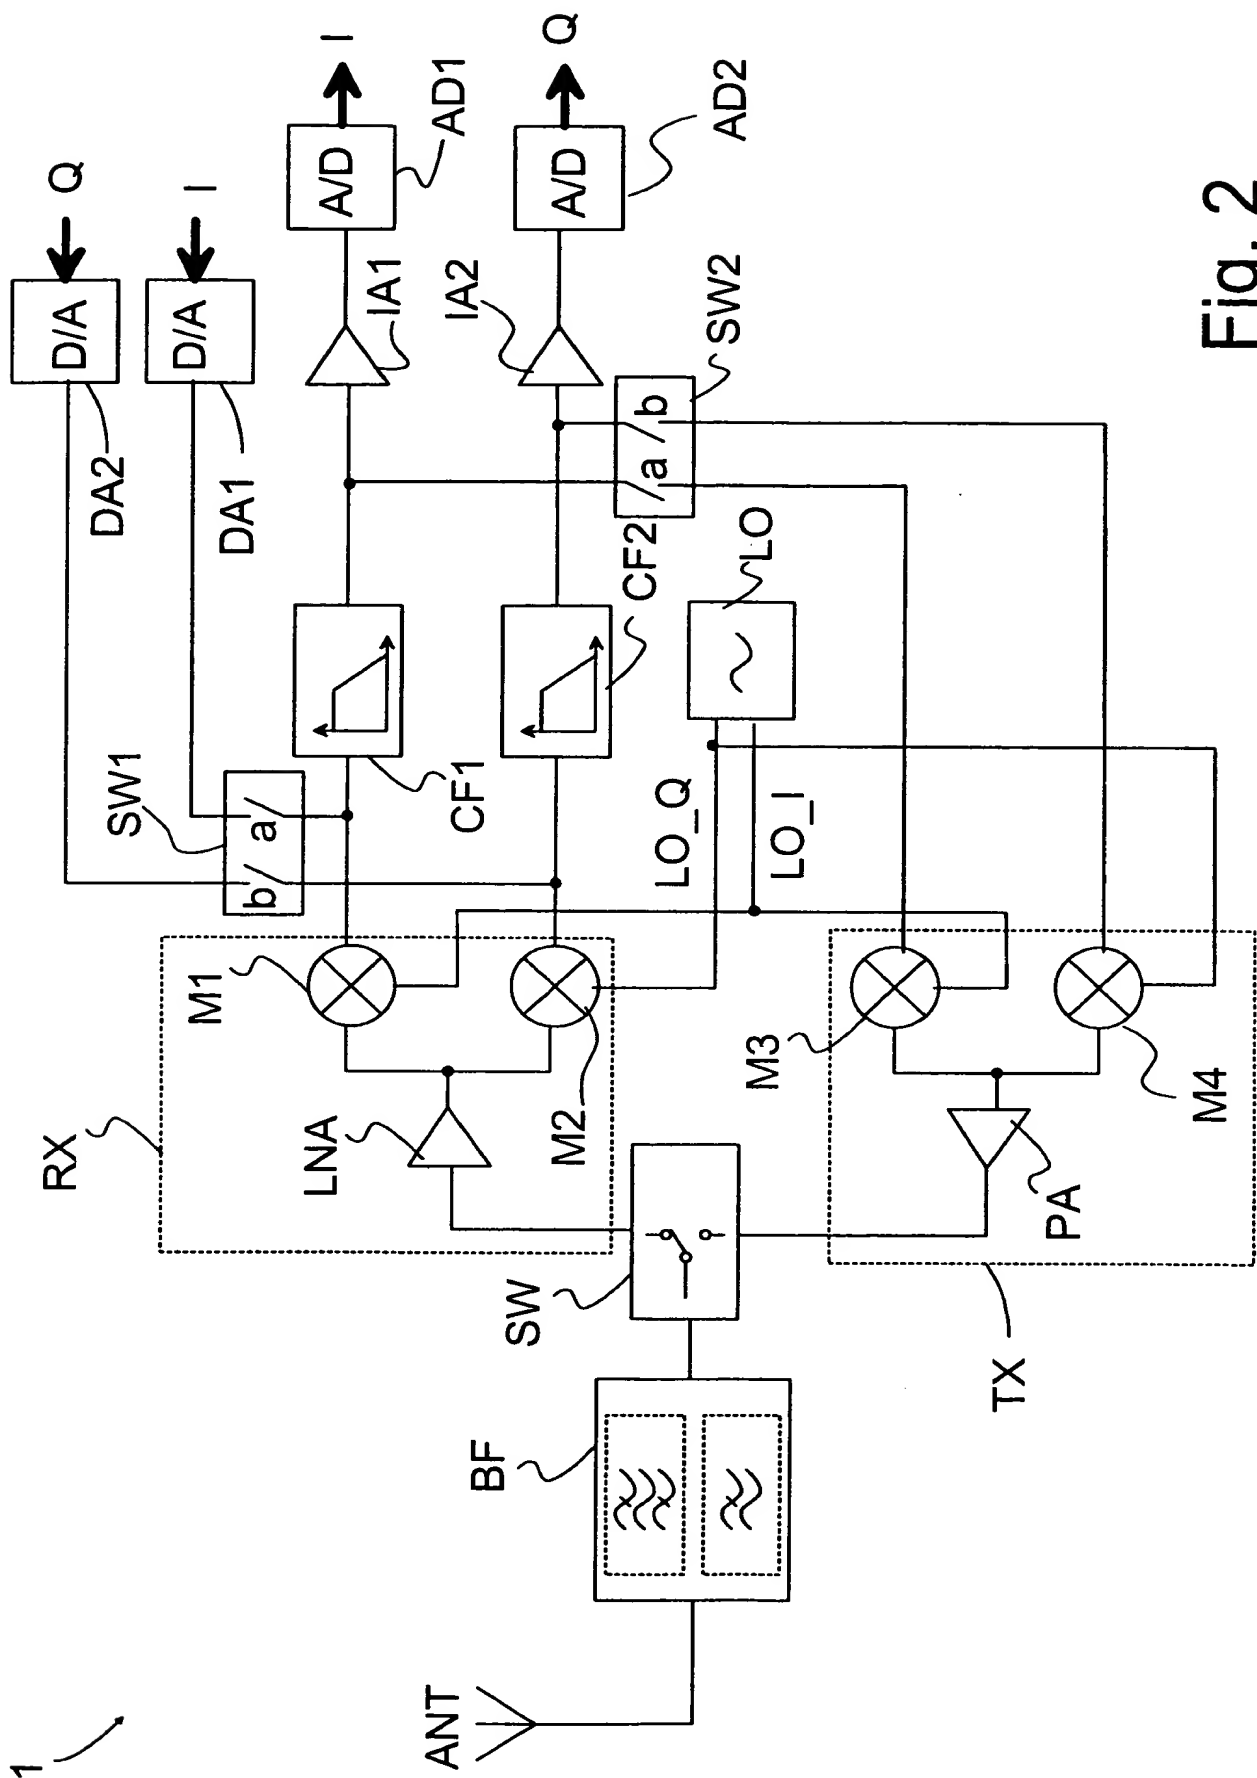 1
ANT
BF
SW
RX
LNA
M1
M2
TX
PA
M3
M4
SW1
b
a
CF1
CF2
LO_Q
LO_I
LO
DA2
DA1
D/A
D/A
Q
I
SW2
a
b
IA1
IA2
A/D
A/D
AD1
AD2
I
Q
Fig. 2